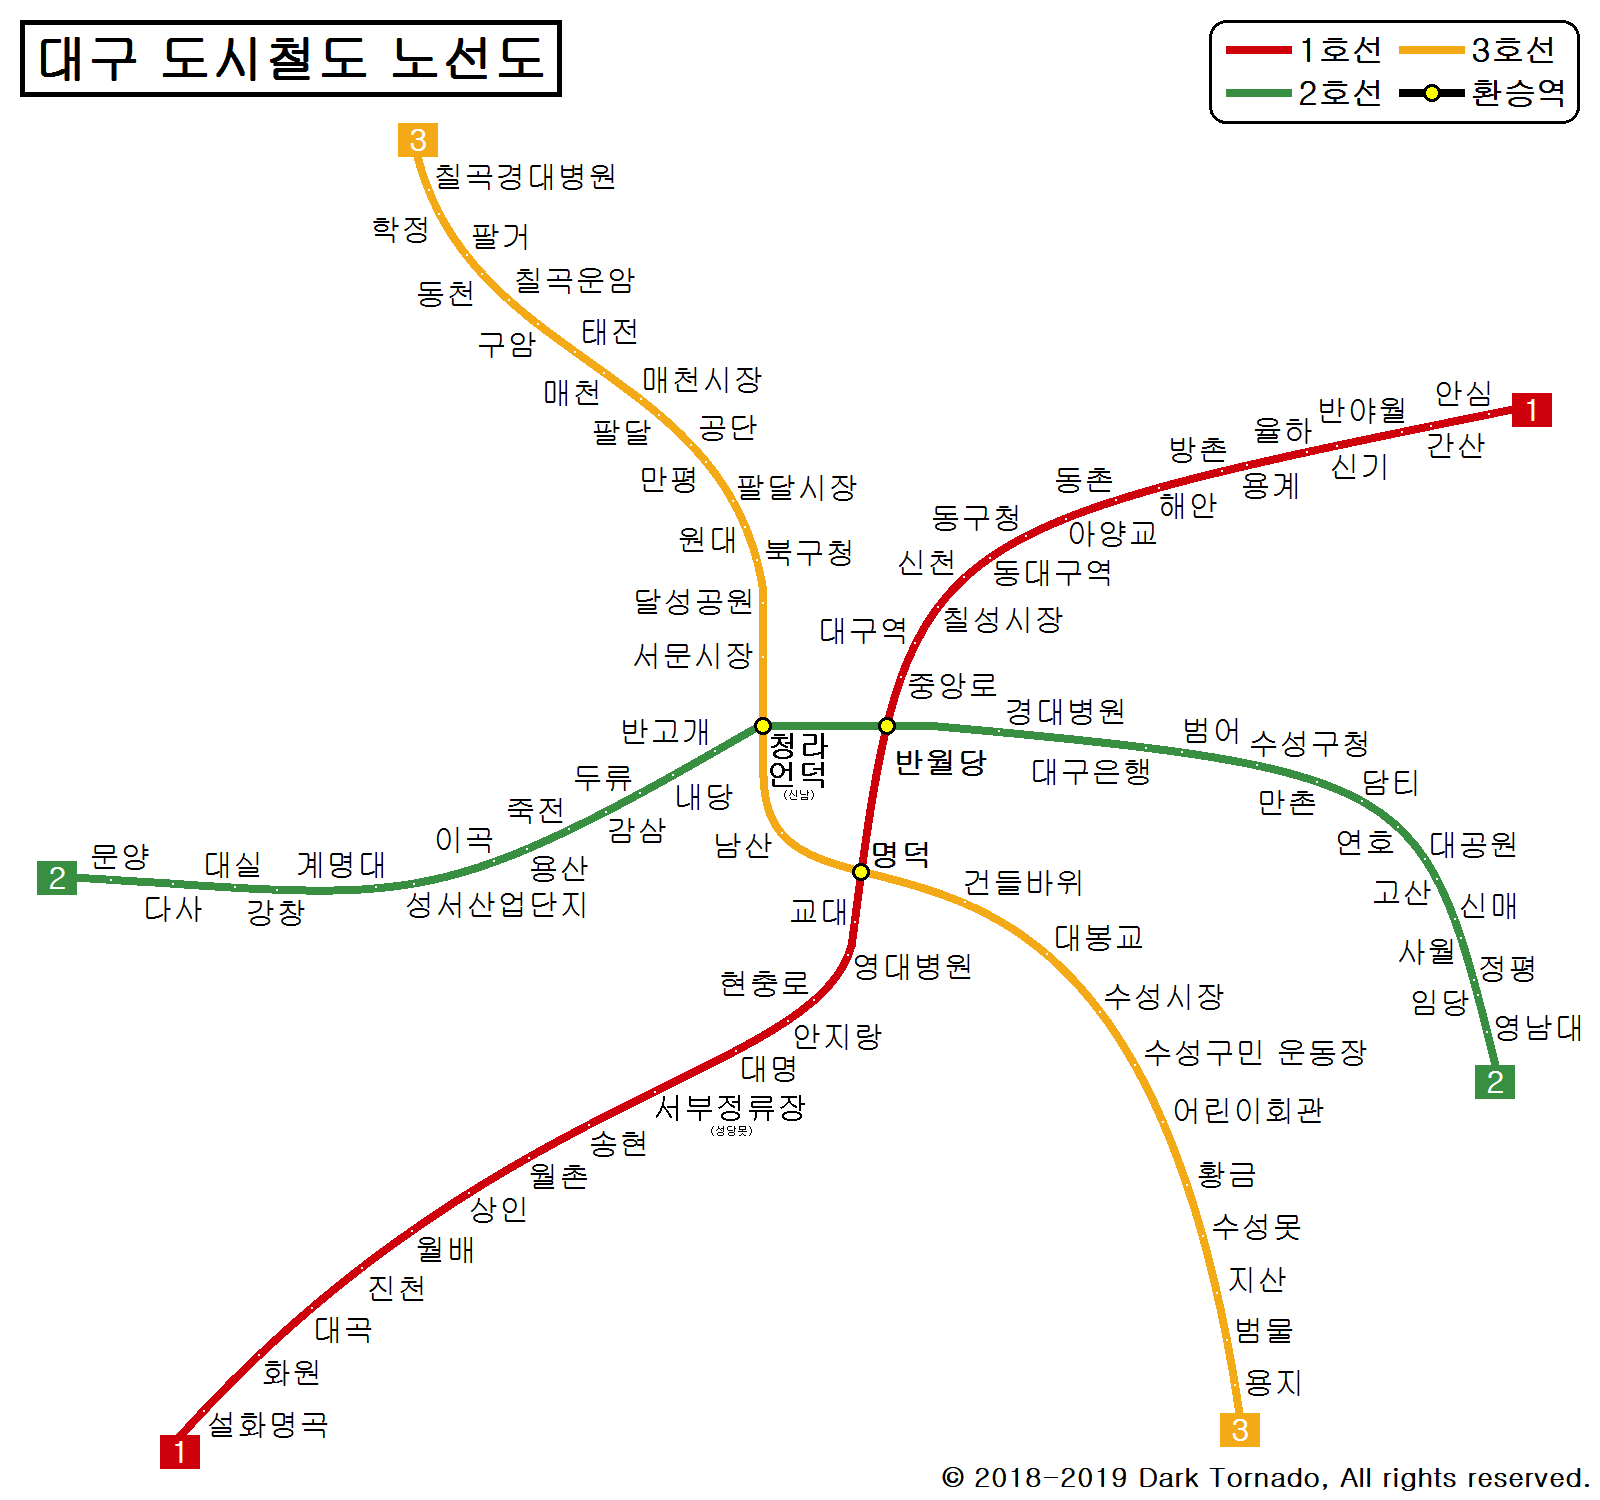 대구 도시철도 노선도
1호선
3호선
2호선
환승역
3
칠곡경대병원
학정
팔거
동천
칠곡운암
구암
태전
매천
매천시장
팔달
공단
만평
팔달시장
원대
북구청
달성공원
서문시장
청라
언덕
(신남)
남산
명덕
건들바위
대봉교
수성시장
수성구민 운동장
어린이회관
황금
수성못
지산
범물
용지
3
1
안심
간산
반야월
신기
율하
용계
방촌
해안
동촌
아양교
동구청
동대구역
신천
칠성시장
대구역
중앙로
반월당
교대
영대병원
현충로
안지랑
대명
서부정류장
(성당못)
송현
월촌
상인
월배
진천
대곡
화원
설화명곡
1
2
문양
다사
대실
강창
계명대
성서산업단지
이곡
용산
죽전
감삼
두류
내당
반고개
경대병원
대구은행
범어
수성구청
만촌
담티
연호
대공원
고산
신매
사월
정평
임당
영남대
2
© 2018-2019 Dark Tornado, All rights reserved.